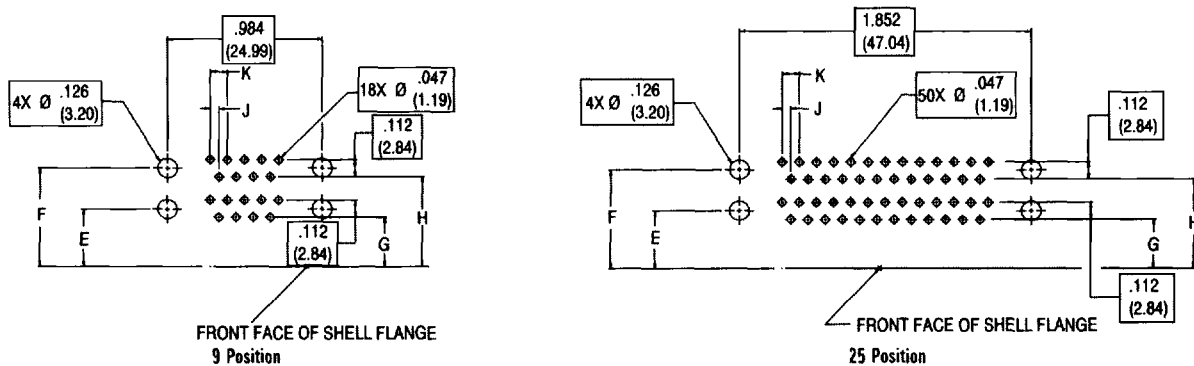 .984
(24.99)
K
4X Ø .126
(3.20)
18X Ø .047
(1.19)
J
.112
(2.84)
F
E
H
G
.112
(2.84)
FRONT FACE OF SHELL FLANGE
9 Position
1.852
(47.04)
K
4X Ø .126
(3.20)
50X Ø .047
(1.19)
J
.112
(2.84)
F
E
H
G
.112
(2.84)
FRONT FACE OF SHELL FLANGE
25 Position